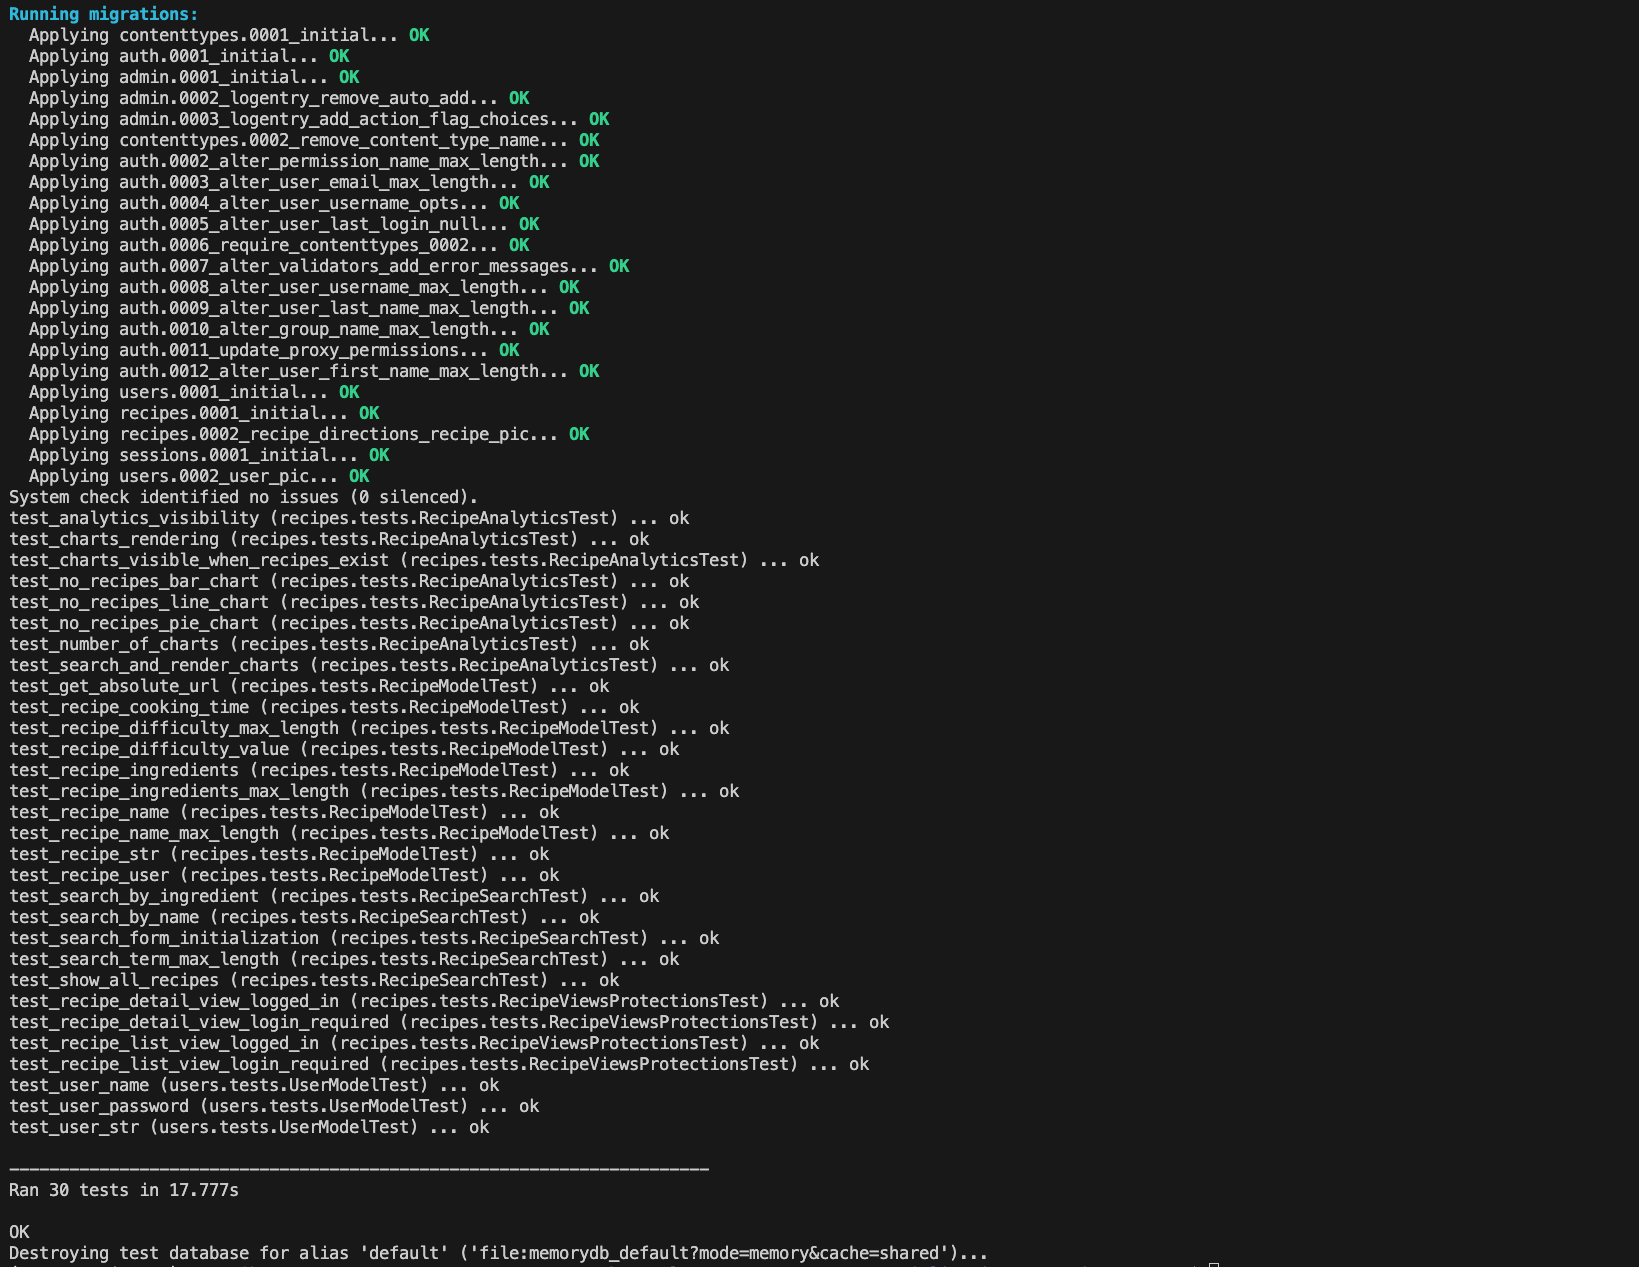 Running migrations:
  Applying contenttypes.0001_initial... OK
  Applying auth.0001_initial... OK
  Applying admin.0001_initial... OK
  Applying admin.0002_logentry_remove_auto_add... OK
  Applying admin.0003_logentry_add_action_flag_choices... OK
  Applying contenttypes.0002_remove_content_type_name... OK
  Applying auth.0002_alter_permission_name_max_length... OK
  Applying auth.0003_alter_user_email_max_length... OK
  Applying auth.0004_alter_user_username_opts... OK
  Applying auth.0005_alter_user_last_login_null... OK
  Applying auth.0006_require_contenttypes_0002... OK
  Applying auth.0007_alter_validators_add_error_messages... OK
  Applying auth.0008_alter_user_username_max_length... OK
  Applying auth.0009_alter_user_last_name_max_length... OK
  Applying auth.0010_alter_group_name_max_length... OK
  Applying auth.0011_update_proxy_permissions... OK
  Applying auth.0012_alter_user_first_name_max_length... OK
  Applying users.0001_initial... OK
  Applying recipes.0001_initial... OK
  Applying recipes.0002_recipe_directions_recipe_pic... OK
  Applying sessions.0001_initial... OK
  Applying users.0002_user_pic... OK
System check identified no issues (0 silenced).
test_analytics_visibility (recipes.tests.RecipeAnalyticsTest) ... ok
test_charts_rendering (recipes.tests.RecipeAnalyticsTest) ... ok
test_charts_visible_when_recipes_exist (recipes.tests.RecipeAnalyticsTest) ... ok
test_no_recipes_bar_chart (recipes.tests.RecipeAnalyticsTest) ... ok
test_no_recipes_line_chart (recipes.tests.RecipeAnalyticsTest) ... ok
test_no_recipes_pie_chart (recipes.tests.RecipeAnalyticsTest) ... ok
test_number_of_charts (recipes.tests.RecipeAnalyticsTest) ... ok
test_search_and_render_charts (recipes.tests.RecipeAnalyticsTest) ... ok
test_get_absolute_url (recipes.tests.RecipeModelTest) ... ok
test_recipe_cooking_time (recipes.tests.RecipeModelTest) ... ok
test_recipe_difficulty_max_length (recipes.tests.RecipeModelTest) ... ok
test_recipe_difficulty_value (recipes.tests.RecipeModelTest) ... ok
test_recipe_ingredients (recipes.tests.RecipeModelTest) ... ok
test_recipe_ingredients_max_length (recipes.tests.RecipeModelTest) ... ok
test_recipe_name (recipes.tests.RecipeModelTest) ... ok
test_recipe_name_max_length (recipes.tests.RecipeModelTest) ... ok
test_recipe_str (recipes.tests.RecipeModelTest) ... ok
test_recipe_user (recipes.tests.RecipeModelTest) ... ok
test_search_by_ingredient (recipes.tests.RecipeSearchTest) ... ok
test_search_by_name (recipes.tests.RecipeSearchTest) ... ok
test_search_form_initialization (recipes.tests.RecipeSearchTest) ... ok
test_search_term_max_length (recipes.tests.RecipeSearchTest) ... ok
test_show_all_recipes (recipes.tests.RecipeSearchTest) ... ok
test_recipe_detail_view_logged_in (recipes.tests.RecipeViewsProtectionsTest) ... ok
test_recipe_detail_view_login_required (recipes.tests.RecipeViewsProtectionsTest) ... ok
test_recipe_list_view_logged_in (recipes.tests.RecipeViewsProtectionsTest) ... ok
test_recipe_list_view_login_required (recipes.tests.RecipeViewsProtectionsTest) ... ok
test_user_name (users.tests.UserModelTest) ... ok
test_user_password (users.tests.UserModelTest) ... ok
test_user_str (users.tests.UserModelTest) ... ok
----------------------------------------------------------------------
Ran 30 tests in 17.777s
OK
Destroying test database for alias 'default' ('file:memorydb_default?mode=memory&cache=shared')...